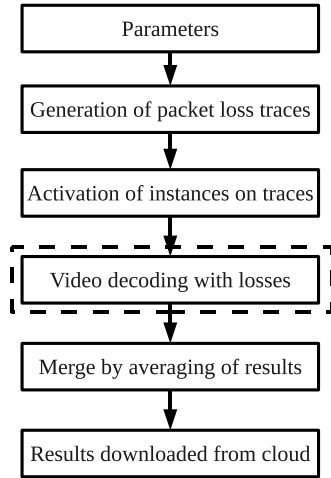 Parameters
Generation of packet loss traces
Activation of instances on traces
Video decoding with losses
Merge by averaging of results
Results downloaded from cloud